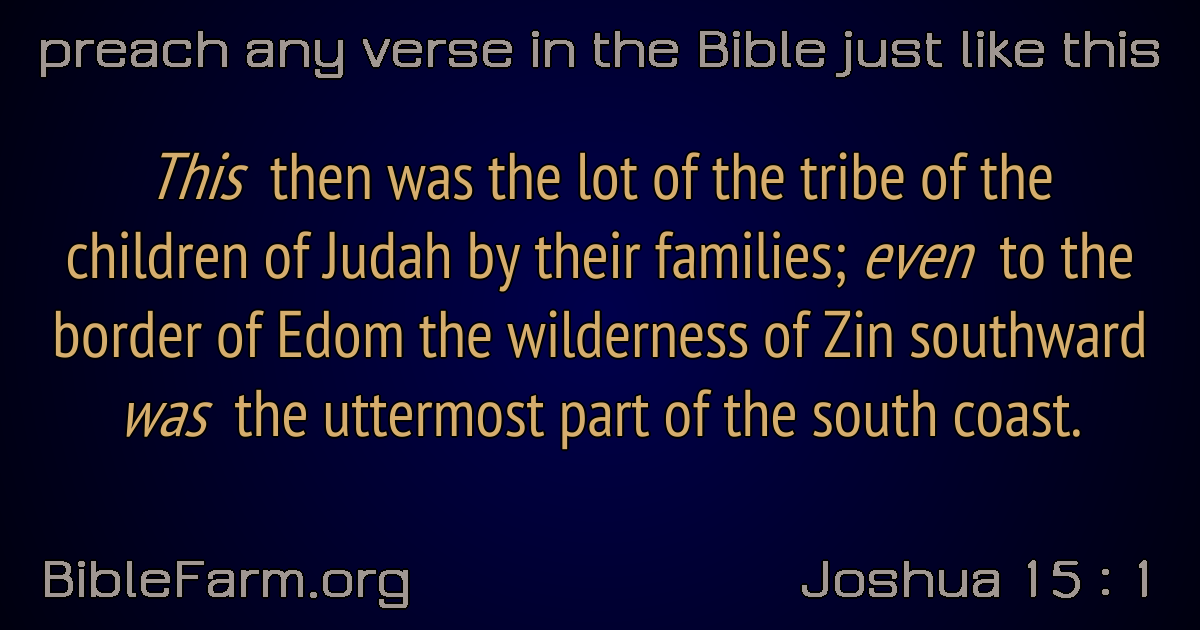 preach any verse in the Bible just like this
This then was the lot of the tribe of the
children of Judah by their families; even to the
border of Edom the wilderness of Zin southward
was the uttermost part of the south coast.
BibleFarm.org
Joshua 15 : 1